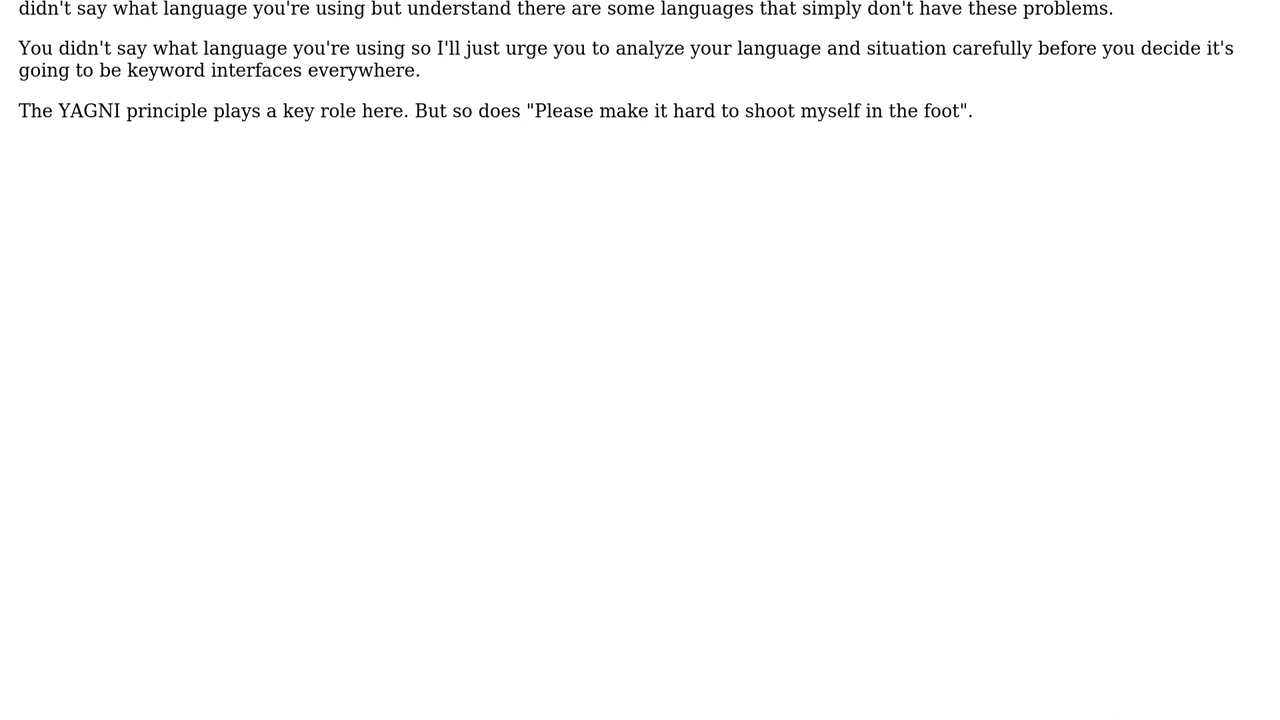 didn't say what language you're using but understand there are some languages that simply don't have these problems.
You didn't say what language you're using so I'll just urge you to analyze your language and situation carefully before you decide it's
going to be keyword interfaces everywhere.
The YAGNI principle plays a key role here. But so does "Please make it hard to shoot myself in the foot".